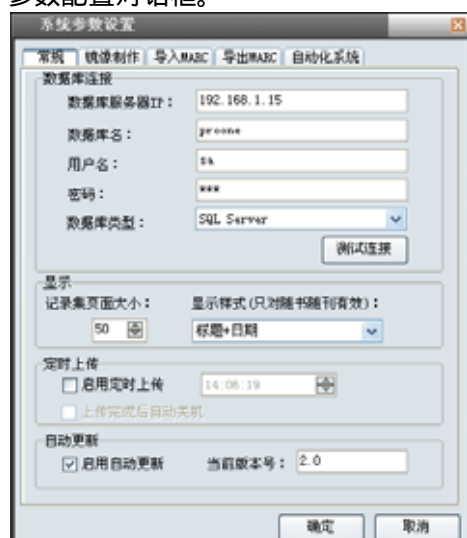 参数配置对话框。
系统参数设置
常规 镜像制作 导入MARC 导出MARC 自动化系统
数据库连接
数据库服务器IP： 192.168.1.15
数据库名： proone
用户名： sa
密码： ***
数据库类型： SQL Server
测试连接
显示
记录集页面大小： 显示样式(只对随书随刊有效)：
50 标题+日期
定时上传
启用定时上传 14:06:19
上传完成后自动关机
自动更新
启用自动更新 当前版本号： 2.0
确定 取消